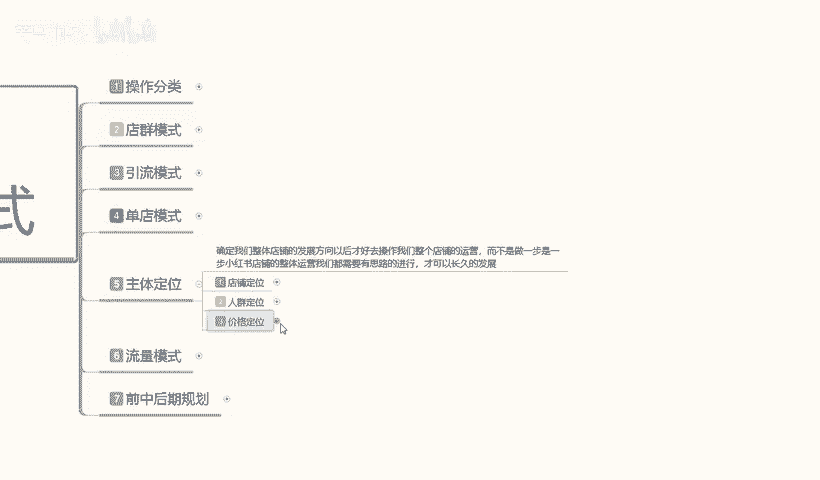 1 操作分类
2 店群模式
3 引流模式
4 单店模式
确定我们整体店铺的发展方向以后才好去操作我们整个店铺的运营，而不是做一步是一
步小红书店铺的整体运营我们都需要有思路的进行，才可以长久的发展
5 主体定位
1 店铺定位
2 人群定位
3 价格定位
6 流量模式
7 前中后期规划
式